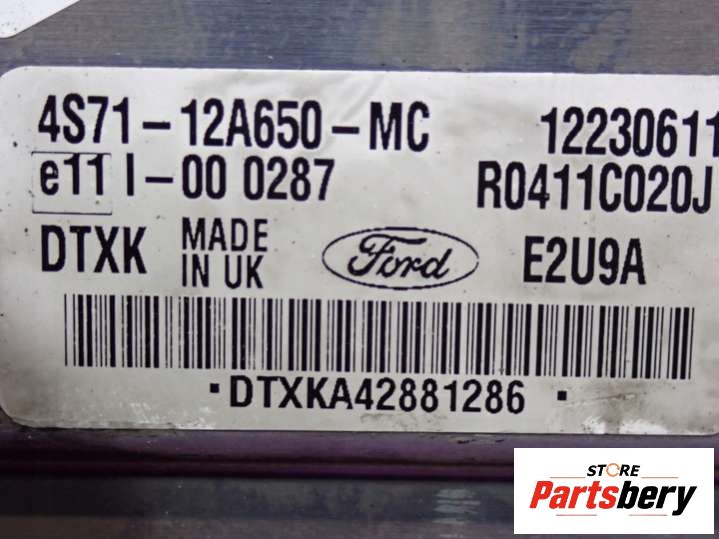 4S71-12A650-MC 12230611
e11 I-00 0287 R0411C020J
DTXK MADE IN UK Ford E2U9A
·DTXKA42881286·
STORE
Partsbery